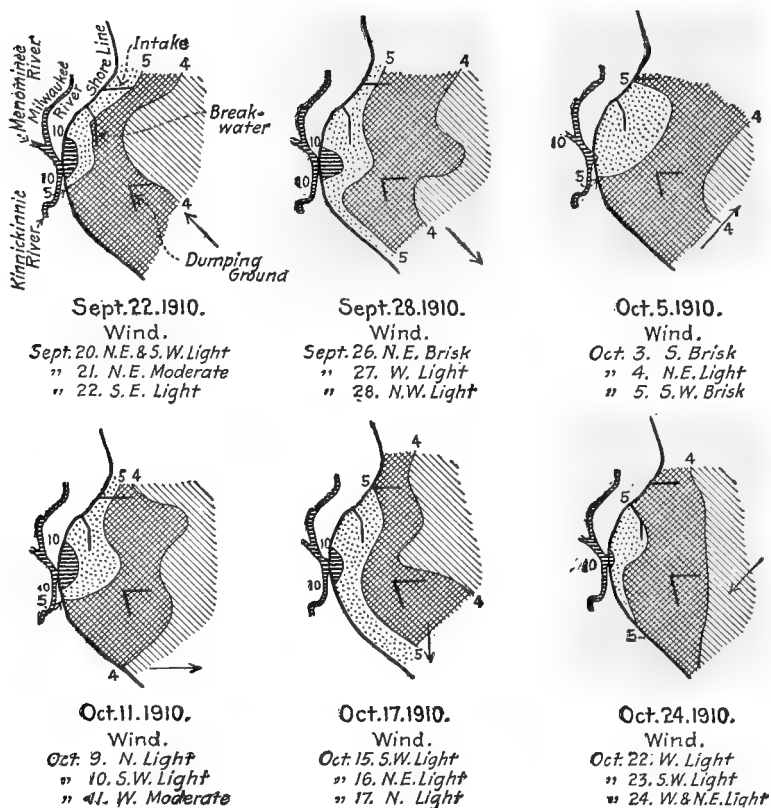 Menominee
River
Milwaukee
River
Shore Line
Intake
5
4
10
Break-
water
10
5
Kinnickinnic
River
4
Dumping
Ground
Sept. 22. 1910.
Wind.
Sept. 20. N.E. & S.W. Light
" 21. N.E. Moderate
" 22. S.E. Light
5
4
10
10
4
5
Sept. 28. 1910.
Wind.
Sept. 26. N.E. Brisk
" 27. W. Light
" 28. N.W. Light
5
4
10
5
4
Oct. 5. 1910.
Wind.
Oct. 3. S. Brisk
" 4. N.E. Light
" 5. S.W. Brisk
5 4
10
10
5
4
Oct. 11. 1910.
Wind.
Oct. 9. N. Light
" 10. S.W. Light
" 11. W. Moderate
4
5
10
10
4
5
Oct. 17. 1910.
Wind.
Oct. 15. S.W. Light
" 16. N.E. Light
" 17. N. Light
4
5
10
5
Oct. 24. 1910.
Wind.
Oct. 22. W. Light
" 23. S.W. Light
" 24. W. & N.E. Light